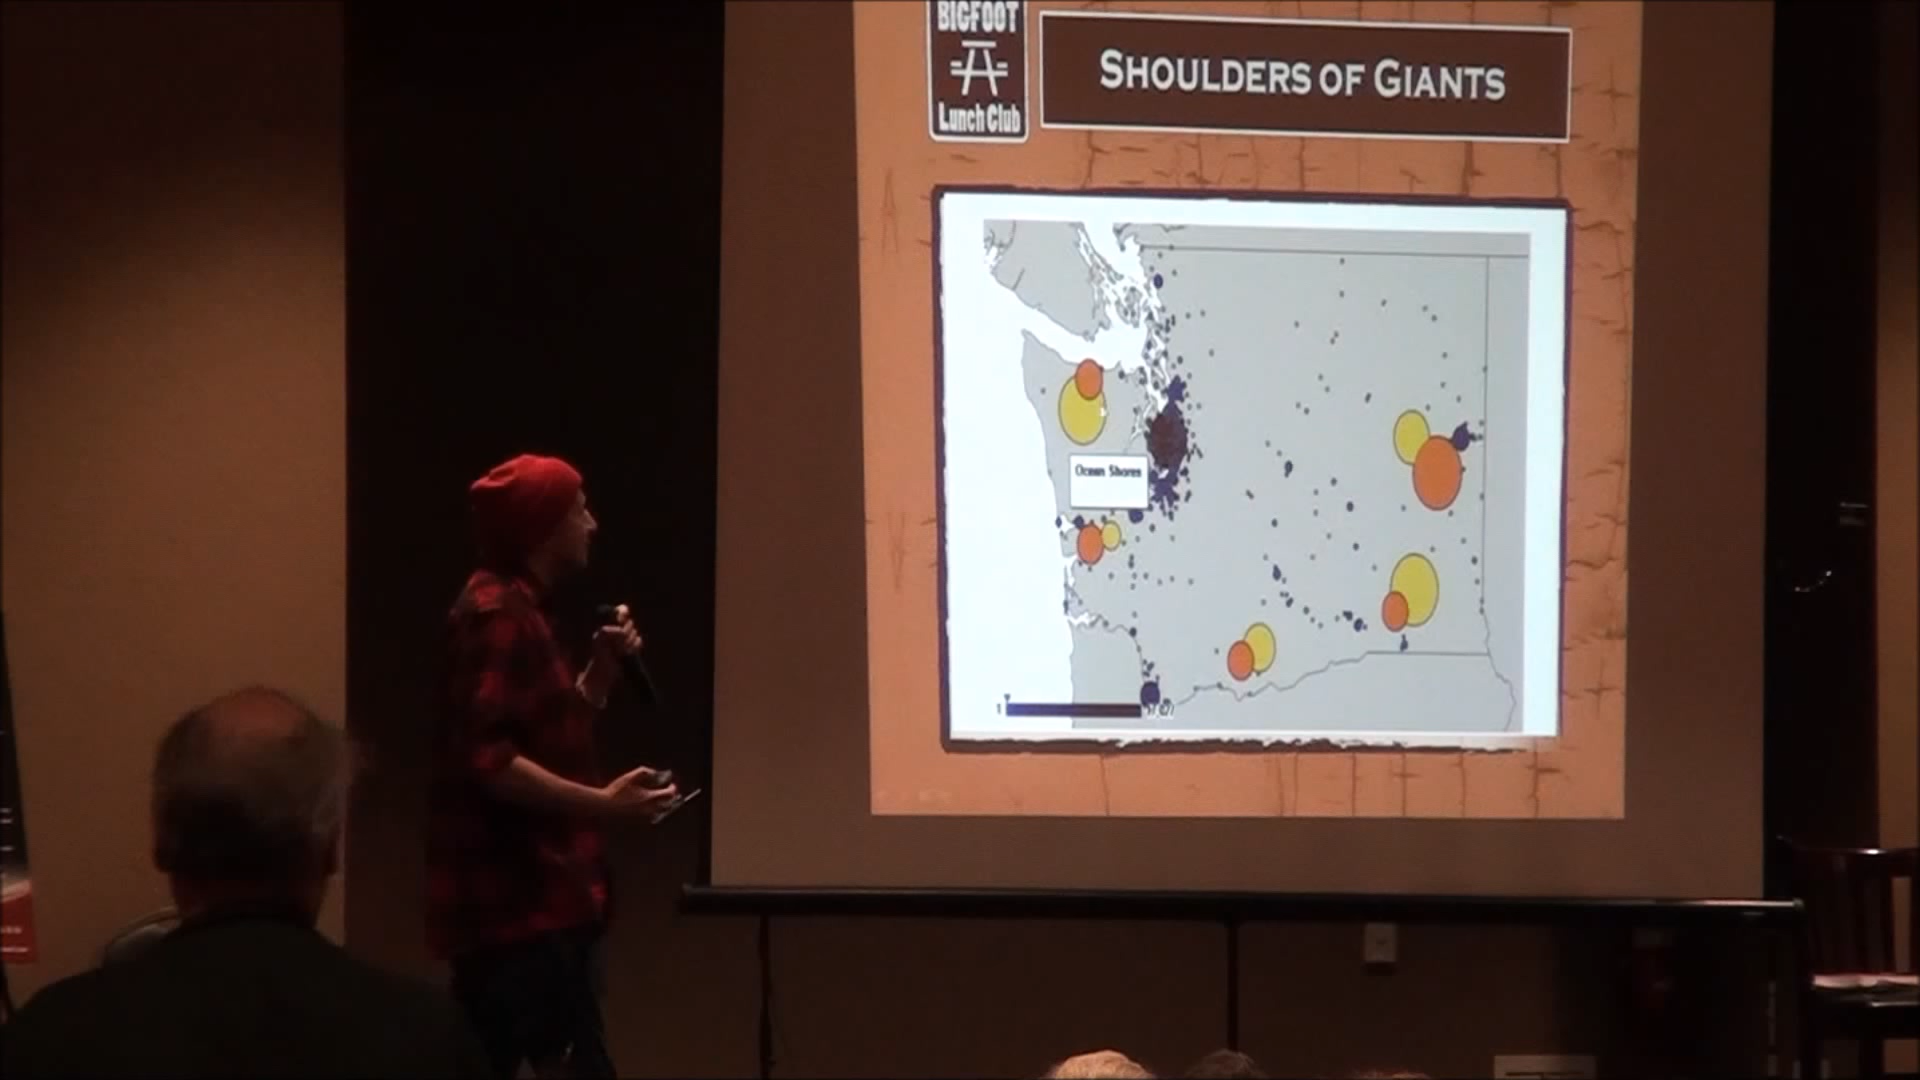 BIGFOOT
Lunch Club
SHOULDERS OF GIANTS
Ocean Shores
1